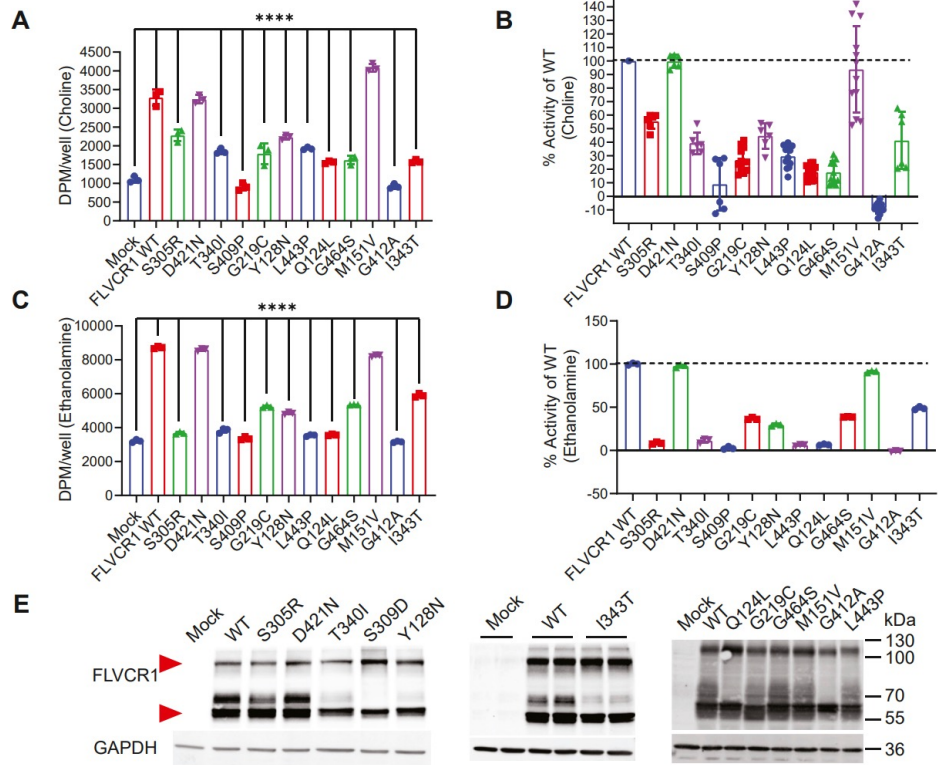 A
****
DPM/well (Choline)
4500
4000
3500
3000
2500
2000
1500
1000
500
0
Mock
FLVCR1 WT
S305R
D421N
T340I
S409P
G219C
Y128N
L443P
Q124L
G464S
M151V
G412A
I343T
B
% Activity of WT
(Choline)
140
130
120
110
100
90
80
70
60
50
40
30
20
10
0
-10
FLVCR1 WT
S305R
D421N
T340I
S409P
G219C
Y128N
L443P
Q124L
G464S
M151V
G412A
I343T
C
****
DPM/well (Ethanolamine)
10000
8000
6000
4000
2000
0
Mock
FLVCR1 WT
S305R
D421N
T340I
S409P
G219C
Y128N
L443P
Q124L
G464S
M151V
G412A
I343T
D
% Activity of WT
(Ethanolamine)
150
100
50
0
-50
FLVCR1 WT
S305R
D421N
T340I
S409P
G219C
Y128N
L443P
Q124L
G464S
M151V
G412A
I343T
E
Mock WT S305R D421N T340I S309D Y128N
Mock WT I343T
Mock WT Q124L G219C G464S M151V G412A L443P kDa
130
100
FLVCR1
70
55
GAPDH
36